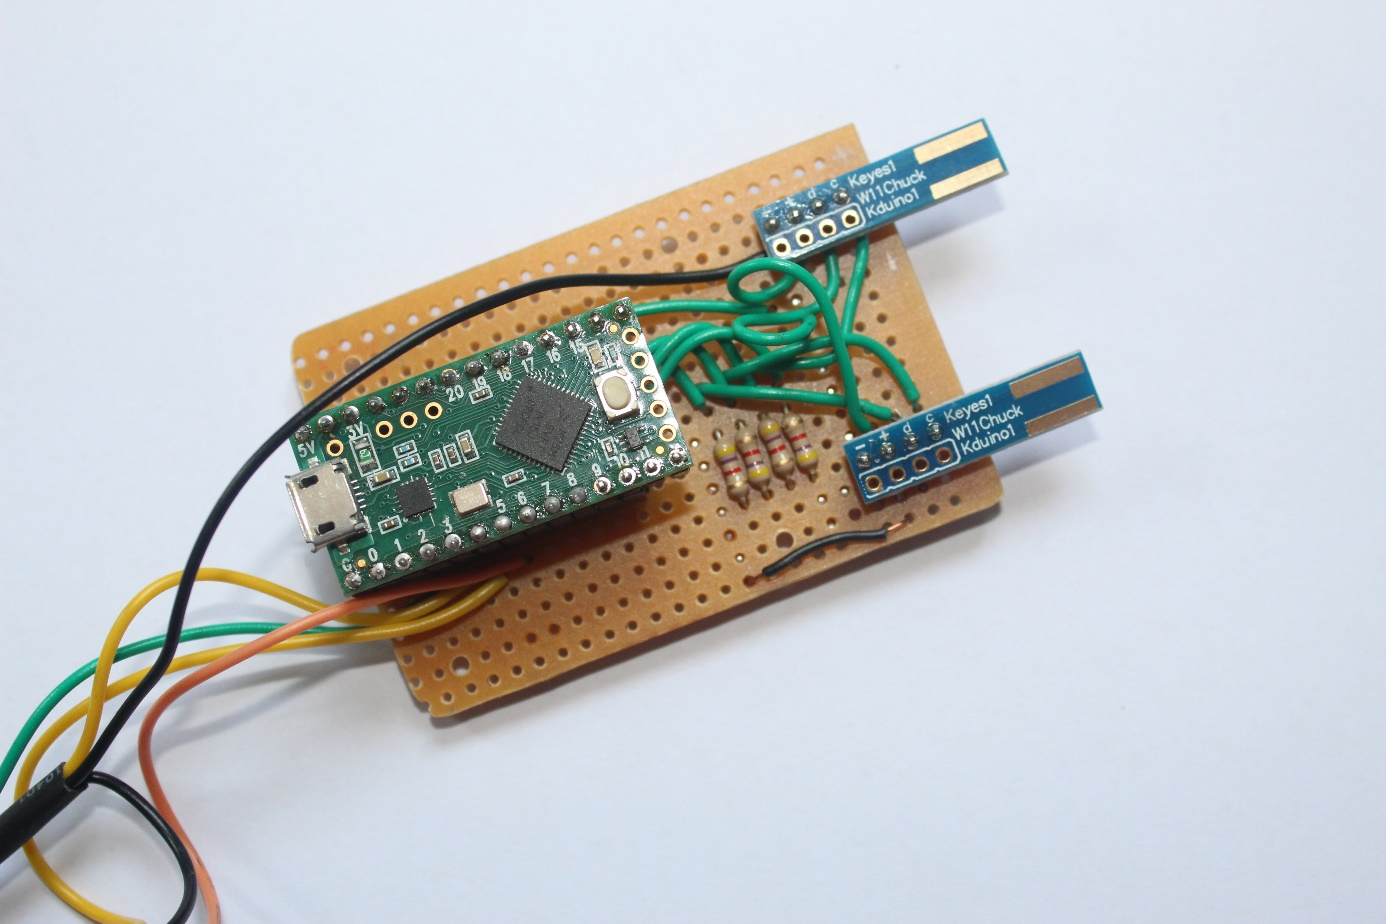 - + d c
Keyes1
W11Chuck
Kduino1
- + d c
Keyes1
W11Chuck
Kduino1
5V 3V 20 19 18 17 16 15
G 0 1 2 3 5 6 7 8 9 10 11